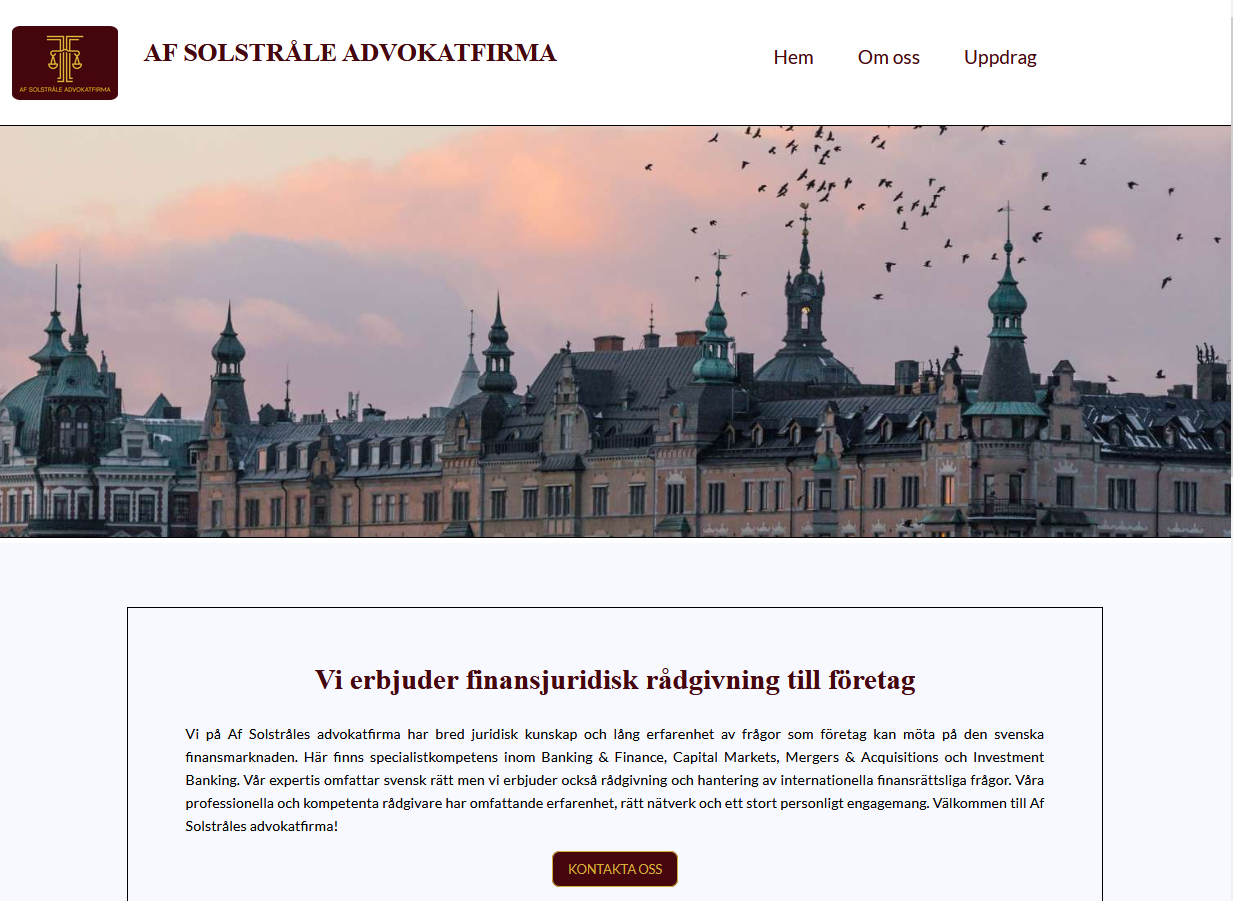 AF SOLSTRÅLE ADVOKATFIRMA
AF SOLSTRÅLE ADVOKATFIRMA
Hem
Om oss
Uppdrag
Vi erbjuder finansjuridisk rådgivning till företag
Vi på Af Solstråles advokatfirma har bred juridisk kunskap och lång erfarenhet av frågor som företag kan möta på den svenska
finansmarknaden. Här finns specialistkompetens inom Banking & Finance, Capital Markets, Mergers & Acquisitions och Investment
Banking. Vår expertis omfattar svensk rätt men vi erbjuder också rådgivning och hantering av internationella finansrättsliga frågor. Våra
professionella och kompetenta rådgivare har omfattande erfarenhet, rätt nätverk och ett stort personligt engagemang. Välkommen till Af
Solstråles advokatfirma!
KONTAKTA OSS